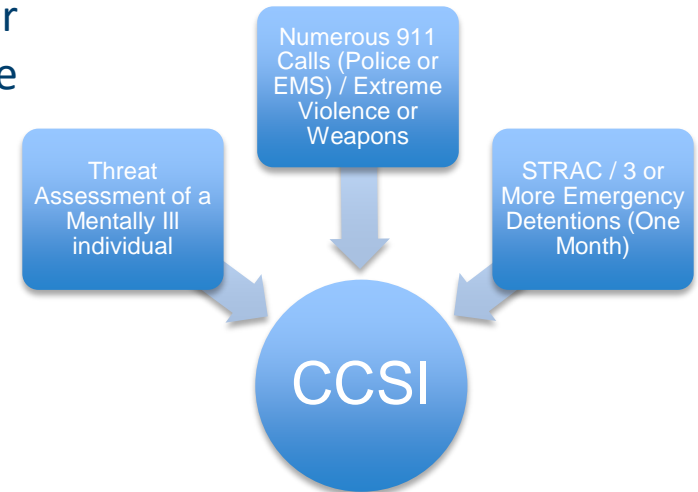 r
e
Numerous 911
Calls (Police or
EMS) / Extreme
Violence or
Weapons
Threat
Assessment of a
Mentally Ill
individual
STRAC / 3 or
More Emergency
Detentions (One
Month)
CCSI